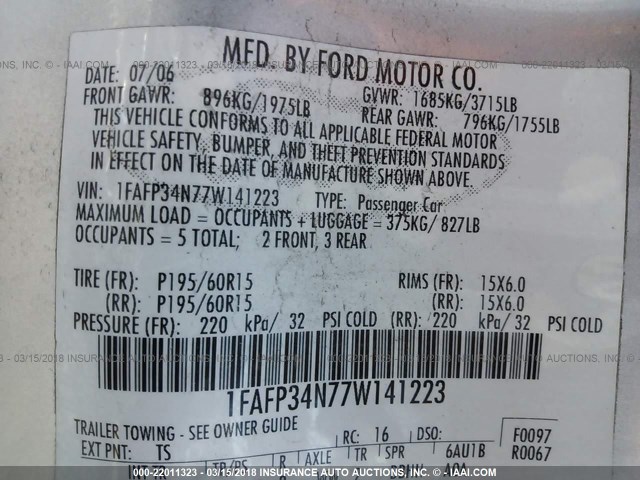 MFD. BY FORD MOTOR CO.
DATE: 07/06
FRONT GAWR: 896KG/1975LB GVWR: 1685KG/3715LB
REAR GAWR: 796KG/1755LB
THIS VEHICLE CONFORMS TO ALL APPLICABLE FEDERAL MOTOR
VEHICLE SAFETY, BUMPER, AND THEFT PREVENTION STANDARDS
IN EFFECT ON THE DATE OF MANUFACTURE SHOWN ABOVE.
VIN: 1FAFP34N77W141223 TYPE: Passenger Car
MAXIMUM LOAD = OCCUPANTS + LUGGAGE = 375KG/ 827LB
OCCUPANTS = 5 TOTAL; 2 FRONT, 3 REAR
TIRE (FR): P195/60R15 RIMS (FR): 15X6.0
(RR): P195/60R15 (RR): 15X6.0
PRESSURE (FR): 220 kPa/ 32 PSI COLD (RR): 220 kPa/ 32 PSI COLD
1FAFP34N77W141223
TRAILER TOWING - SEE OWNER GUIDE
RC: 16 DSO: F0097
EXT PNT: TS 6AU1B R0067
INT TR TP/PS R AXLE TR SPR
000-22011323 - 03/15/2018 INSURANCE AUTO AUCTIONS, INC. - IAAI.COM